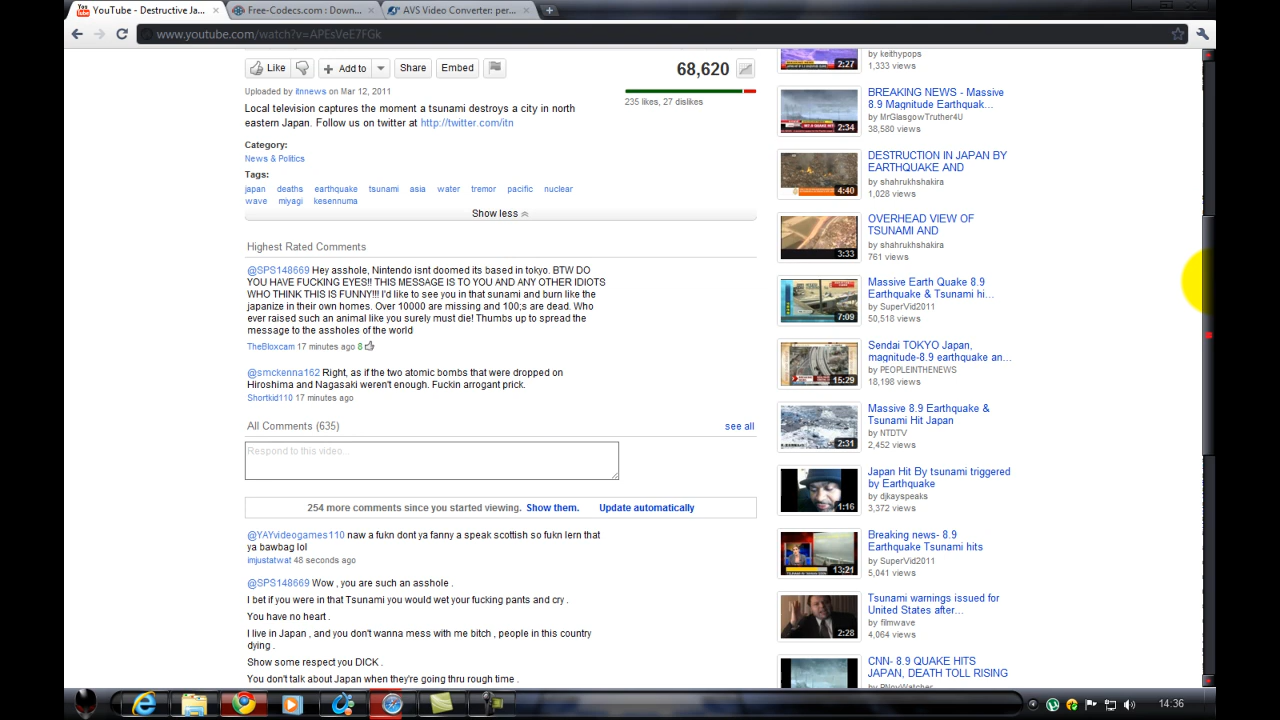 YouTube - Destructive Ja...
Free-Codecs.com : Down...
AVS Video Converter: per...
www.youtube.com/watch?v=APEsVeE7FGk
Like
Add to
Share
Embed
68,620
Uploaded by itnnews on Mar 12, 2011
235 likes, 27 dislikes
Local television captures the moment a tsunami destroys a city in north
eastern Japan. Follow us on twitter at http://twitter.com/itn
Category:
News & Politics
Tags:
japan deaths earthquake tsunami asia water tremor pacific nuclear
wave miyagi kesennuma
Show less
Highest Rated Comments
@SPS148669 Hey asshole, Nintendo isnt doomed its based in tokyo. BTW DO
YOU HAVE FUCKING EYES!! THIS MESSAGE IS TO YOU AND ANY OTHER IDIOTS
WHO THINK THIS IS FUNNY!!! I'd like to see you in that sunami and burn like the
japanize in their own homes. Over 10000 are missing and 100;s are dead. Who
ever raised such an animal like you surely must die! Thumbs up to spread the
message to the assholes of the world
TheBloxcam 17 minutes ago 8
@smckenna162 Right, as if the two atomic bombs that were dropped on
Hiroshima and Nagasaki weren't enough. Fuckin arrogant prick.
Shortkid110 17 minutes ago
All Comments (635)
see all
Respond to this video...
254 more comments since you started viewing. Show them. Update automatically
@YAYvideogames110 naw a fukn dont ya fanny a speak scottish so fukn lern that
ya bawbag lol
imjustatwat 48 seconds ago
@SPS148669 Wow , you are such an asshole .
I bet if you were in that Tsunami you would wet your fucking pants and cry .
You have no heart .
I live in Japan , and you don't wanna mess with me bitch , people in this country
dying .
Show some respect you DICK .
You don't talk about Japan when they're going thru rough time .
2:27
by keithypops
1,333 views
BREAKING NEWS - Massive
8.9 Magnitude Earthquak...
by MrGlasgowTruther4U
38,580 views
2:34
DESTRUCTION IN JAPAN BY
EARTHQUAKE AND
by shahrukhshakira
1,028 views
4:40
OVERHEAD VIEW OF
TSUNAMI AND
by shahrukhshakira
761 views
3:33
Massive Earth Quake 8.9
Earthquake & Tsunami hi...
by SuperVid2011
50,518 views
7:09
Sendai TOKYO Japan,
magnitude-8.9 earthquake an...
by PEOPLEINTHENEWS
18,198 views
15:29
Massive 8.9 Earthquake &
Tsunami Hit Japan
by NTDTV
2,452 views
2:31
Japan Hit By tsunami triggered
by Earthquake
by djkayspeaks
3,372 views
1:16
Breaking news- 8.9
Earthquake Tsunami hits
by SuperVid2011
5,041 views
13:21
Tsunami warnings issued for
United States after...
by filmwave
4,064 views
2:28
CNN- 8.9 QUAKE HITS
JAPAN, DEATH TOLL RISING
14:36